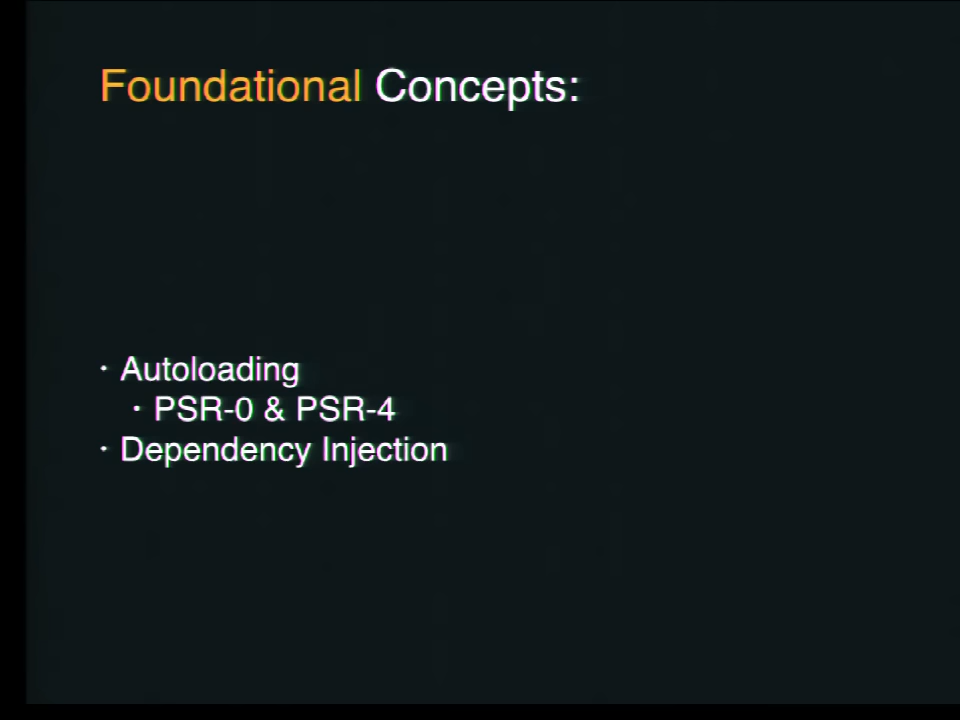 Foundational Concepts:
· Autoloading
· PSR-0 & PSR-4
· Dependency Injection